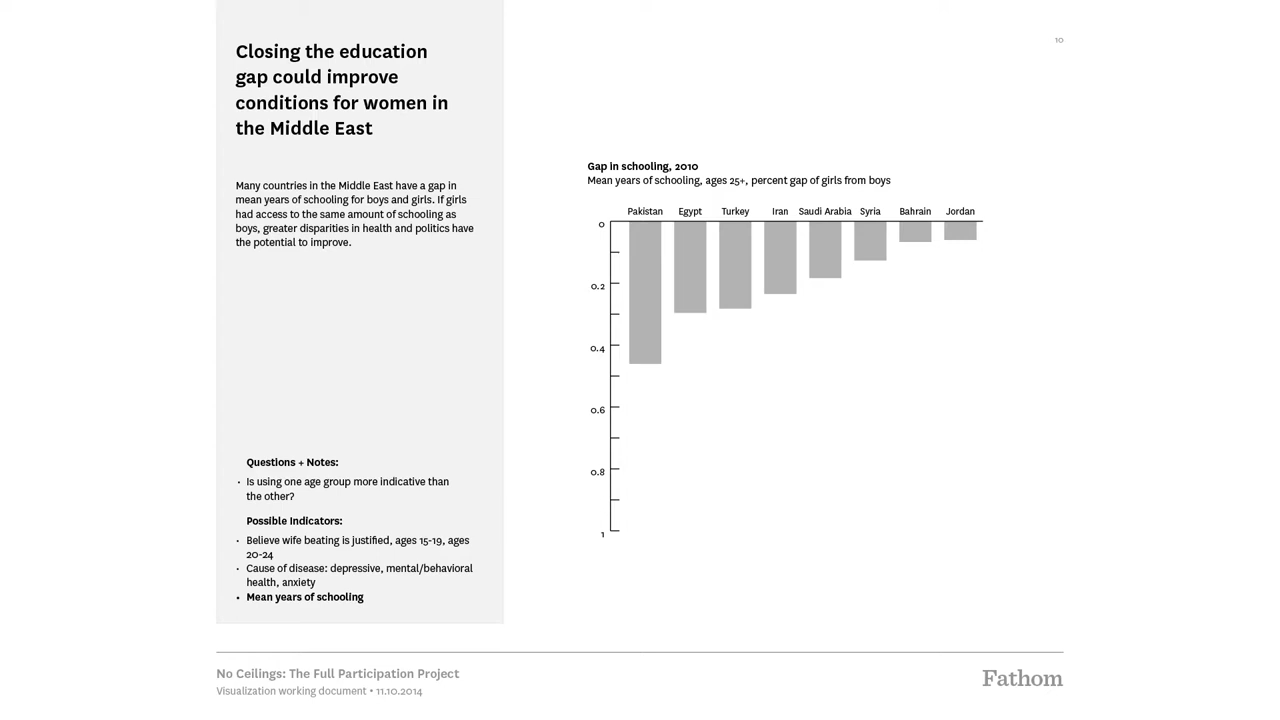 Closing the education
gap could improve
conditions for women in
the Middle East
Many countries in the Middle East have a gap in
mean years of schooling for boys and girls. If girls
had access to the same amount of schooling as
boys, greater disparities in health and politics have
the potential to improve.
Questions + Notes:
· Is using one age group more indicative than
the other?
Possible Indicators:
· Believe wife beating is justified, ages 15-19, ages
20-24
· Cause of disease: depressive, mental/behavioral
health, anxiety
· Mean years of schooling
10
Gap in schooling, 2010
Mean years of schooling, ages 25+, percent gap of girls from boys
Pakistan Egypt Turkey Iran Saudi Arabia Syria Bahrain Jordan
0
0.2
0.4
0.6
0.8
1
No Ceilings: The Full Participation Project
Visualization working document • 11.10.2014
Fathom